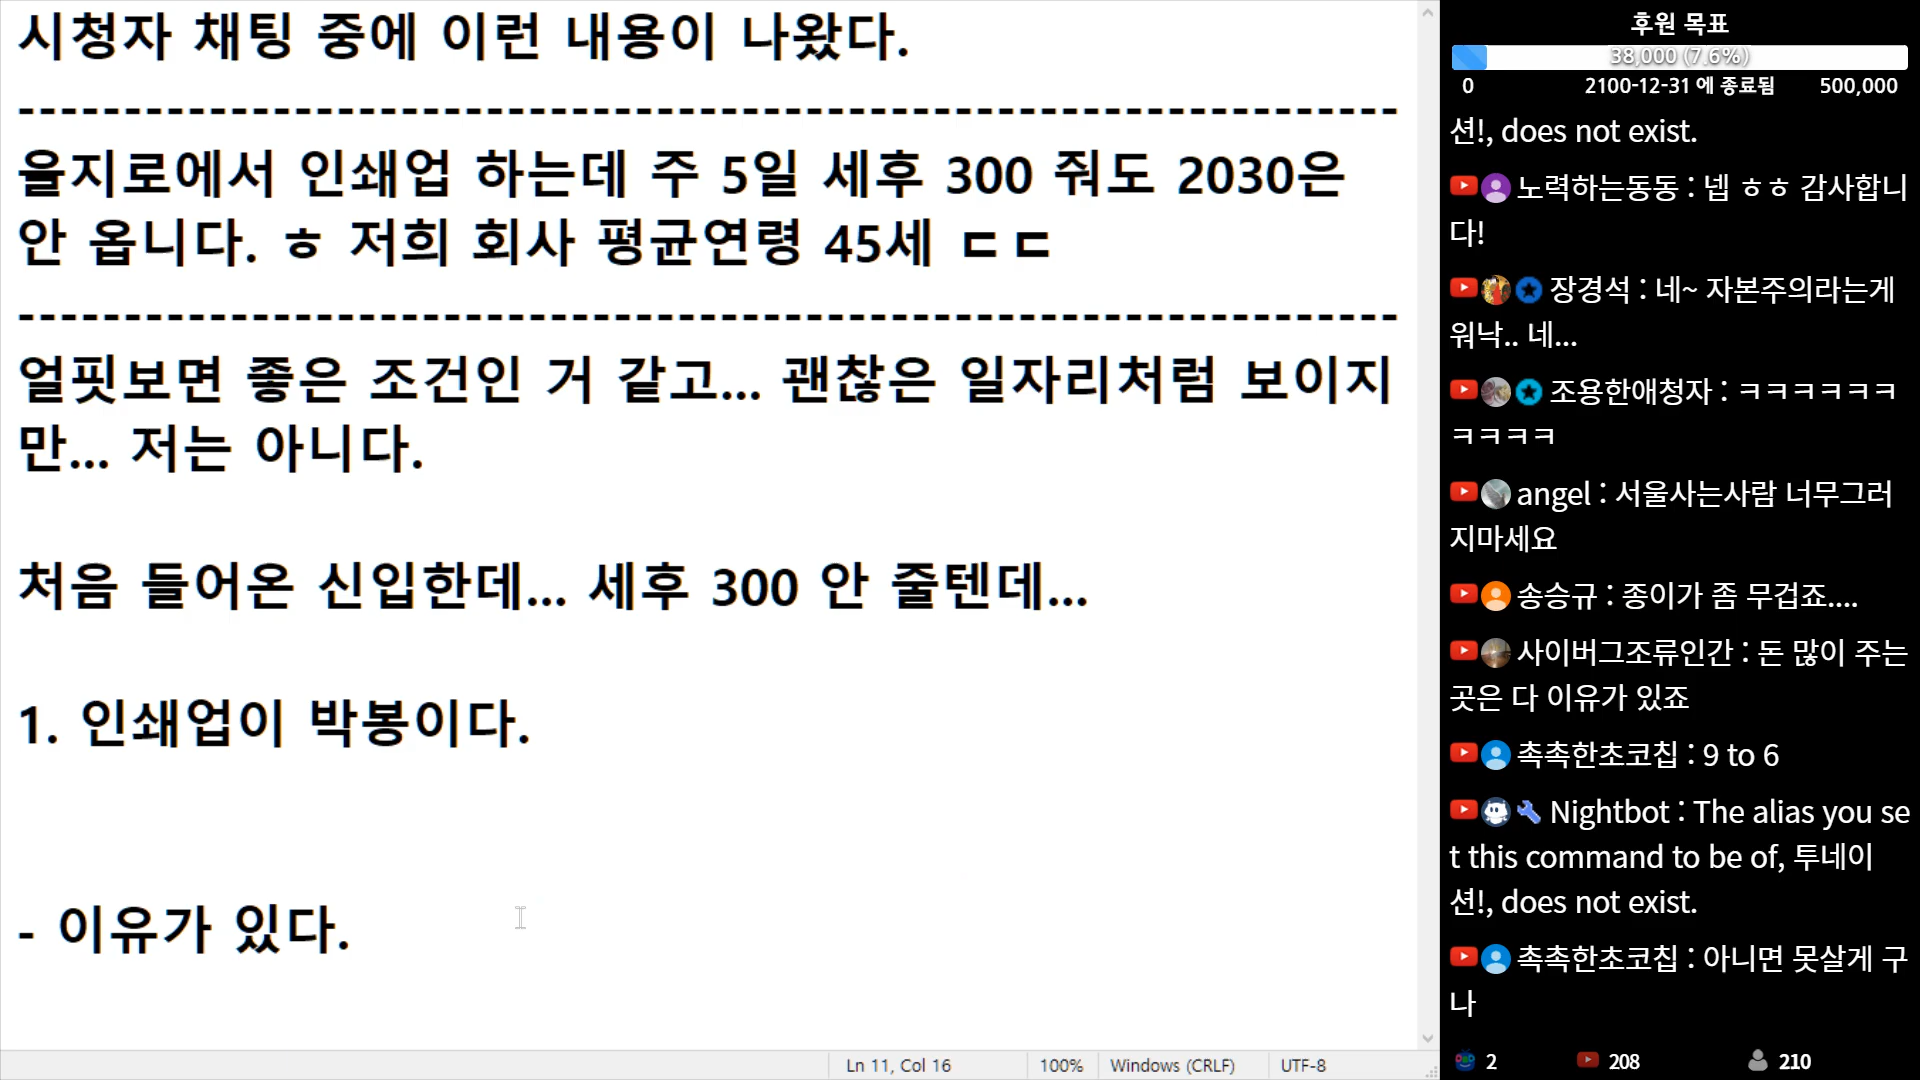 시청자 채팅 중에 이런 내용이 나왔다.
------------------------------------------------------------------
을지로에서 인쇄업 하는데 주 5일 세후 300 줘도 2030은
안 옵니다. ㅎ 저희 회사 평균연령 45세 ㄷㄷ
------------------------------------------------------------------
얼핏보면 좋은 조건인 거 같고... 괜찮은 일자리처럼 보이지
만... 저는 아니다.
처음 들어온 신입한데... 세후 300 안 줄텐데...
1. 인쇄업이 박봉이다.
- 이유가 있다.
Ln 11, Col 16
100%
Windows (CRLF)
UTF-8
후원 목표
38,000 (7.6%)
0 2100-12-31 에 종료됨 500,000
션!, does not exist.
노력하는동동 : 넵 ㅎㅎ 감사합니
다!
장경석 : 네~ 자본주의라는게
워낙.. 네...
조용한애청자 : ㅋㅋㅋㅋㅋㅋ
ㅋㅋㅋㅋ
angel : 서울사는사람 너무그러
지마세요
송승규 : 종이가 좀 무겁죠....
사이버그조류인간 : 돈 많이 주는
곳은 다 이유가 있죠
촉촉한초코칩 : 9 to 6
Nightbot : The alias you se
t this command to be of, 투네이
션!, does not exist.
촉촉한초코칩 : 아니면 못살게 구
나
2 208 210